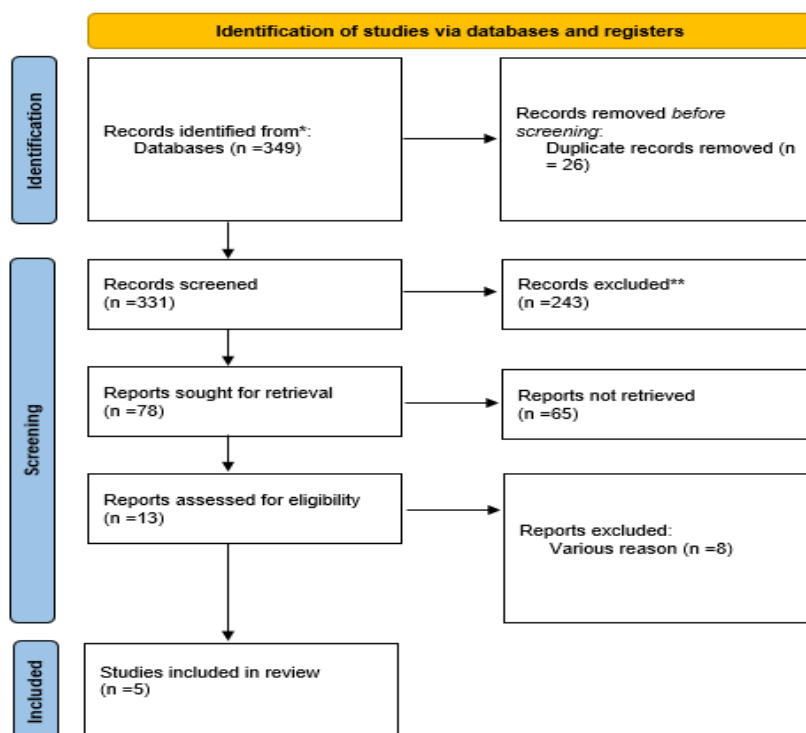 Identification of studies via databases and registers
Identification
Records identified from*:
Databases (n =349)
Records removed before
screening:
Duplicate records removed (n
= 26)
Screening
Records screened
(n =331)
Records excluded**
(n =243)
Reports sought for retrieval
(n =78)
Reports not retrieved
(n =65)
Reports assessed for eligibility
(n =13)
Reports excluded:
Various reason (n =8)
Included
Studies included in review
(n =5)